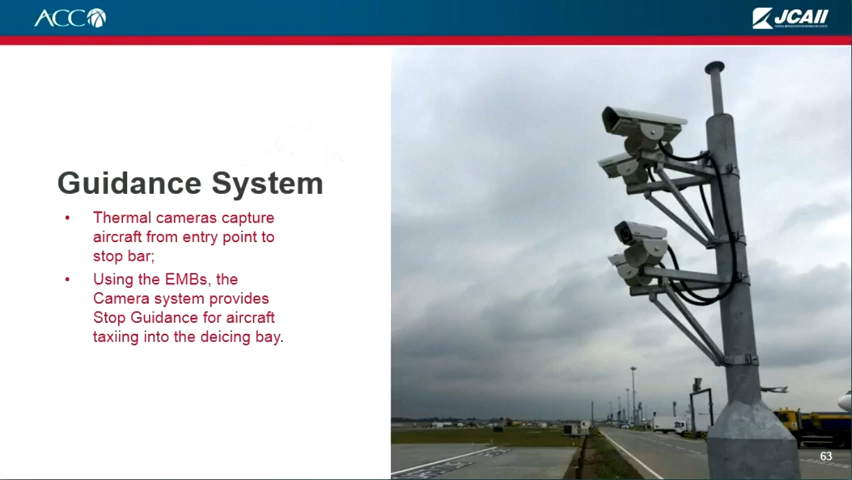 ACC
JCAII
Guidance System
• Thermal cameras capture
aircraft from entry point to
stop bar;
• Using the EMBs, the
Camera system provides
Stop Guidance for aircraft
taxiing into the deicing bay.
63